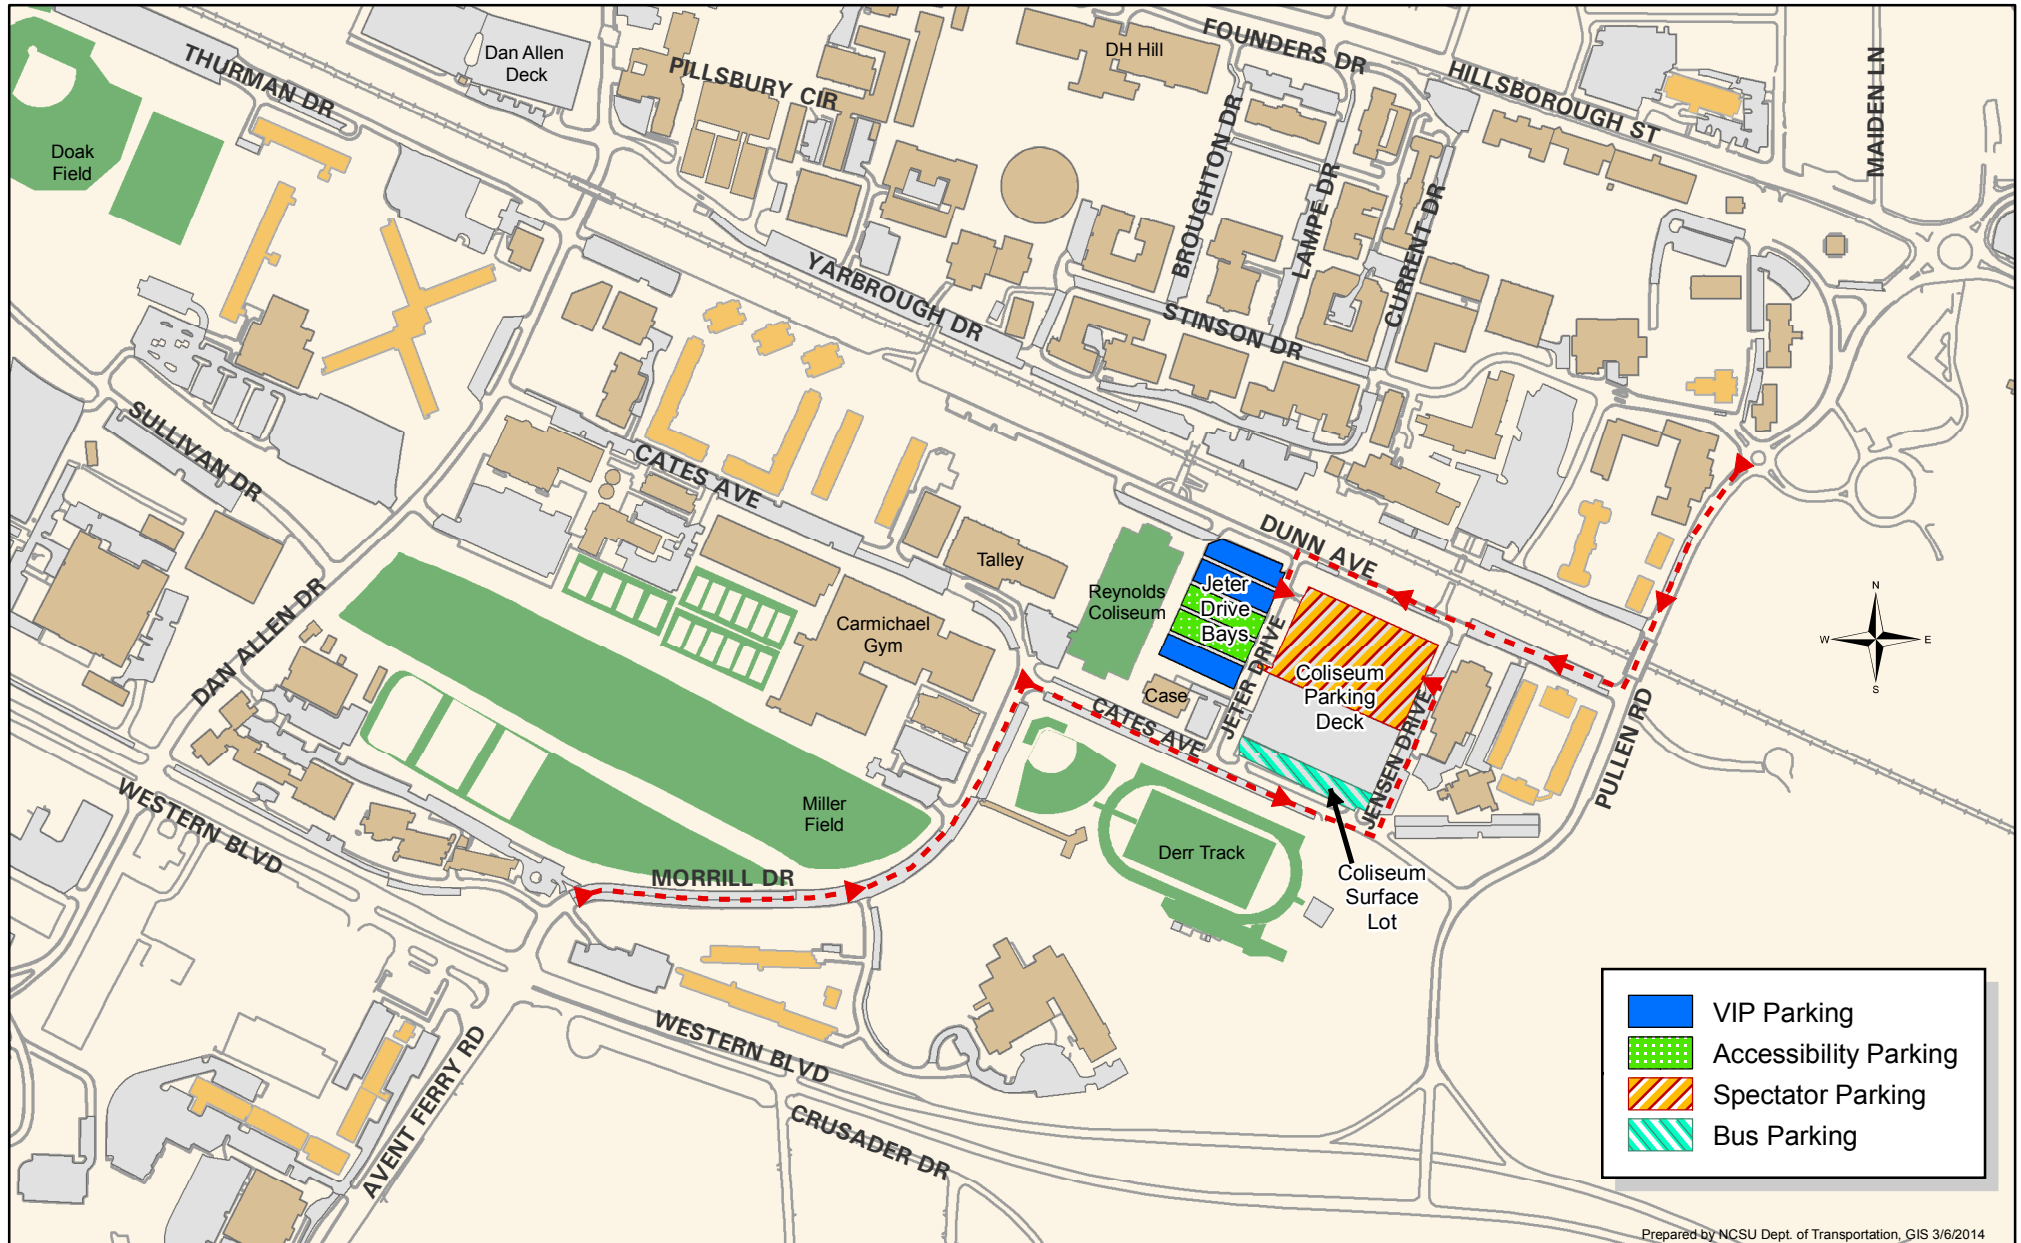 FOUNDERS DR
THURMAN DR
Dan Allen
Deck
PILLSBURY CIR
DH Hill
HILLSBOROUGH ST
MAIDEN LN
Doak
Field
BROUGHTON DR
LAMPE DR
CURRENT DR
YARBROUGH DR
STINSON DR
SULLIVAN DR
CATES AVE
DUNN AVE
Talley
Reynolds
Coliseum
Jeter
Drive
Bays
Carmichael
Gym
DAN ALLEN DR
JETER DRIVE
Coliseum
Parking
Deck
Case
CATES AVE
JENSEN DRIVE
PULLEN RD
W
N
E
S
WESTERN BLVD
Miller
Field
Derr Track
MORRILL DR
Coliseum
Surface
Lot
WESTERN BLVD
AVENT FERRY RD
CRUSADER DR
VIP Parking
Accessibility Parking
Spectator Parking
Bus Parking
Prepared by NCSU Dept. of Transportation, GIS 3/6/2014